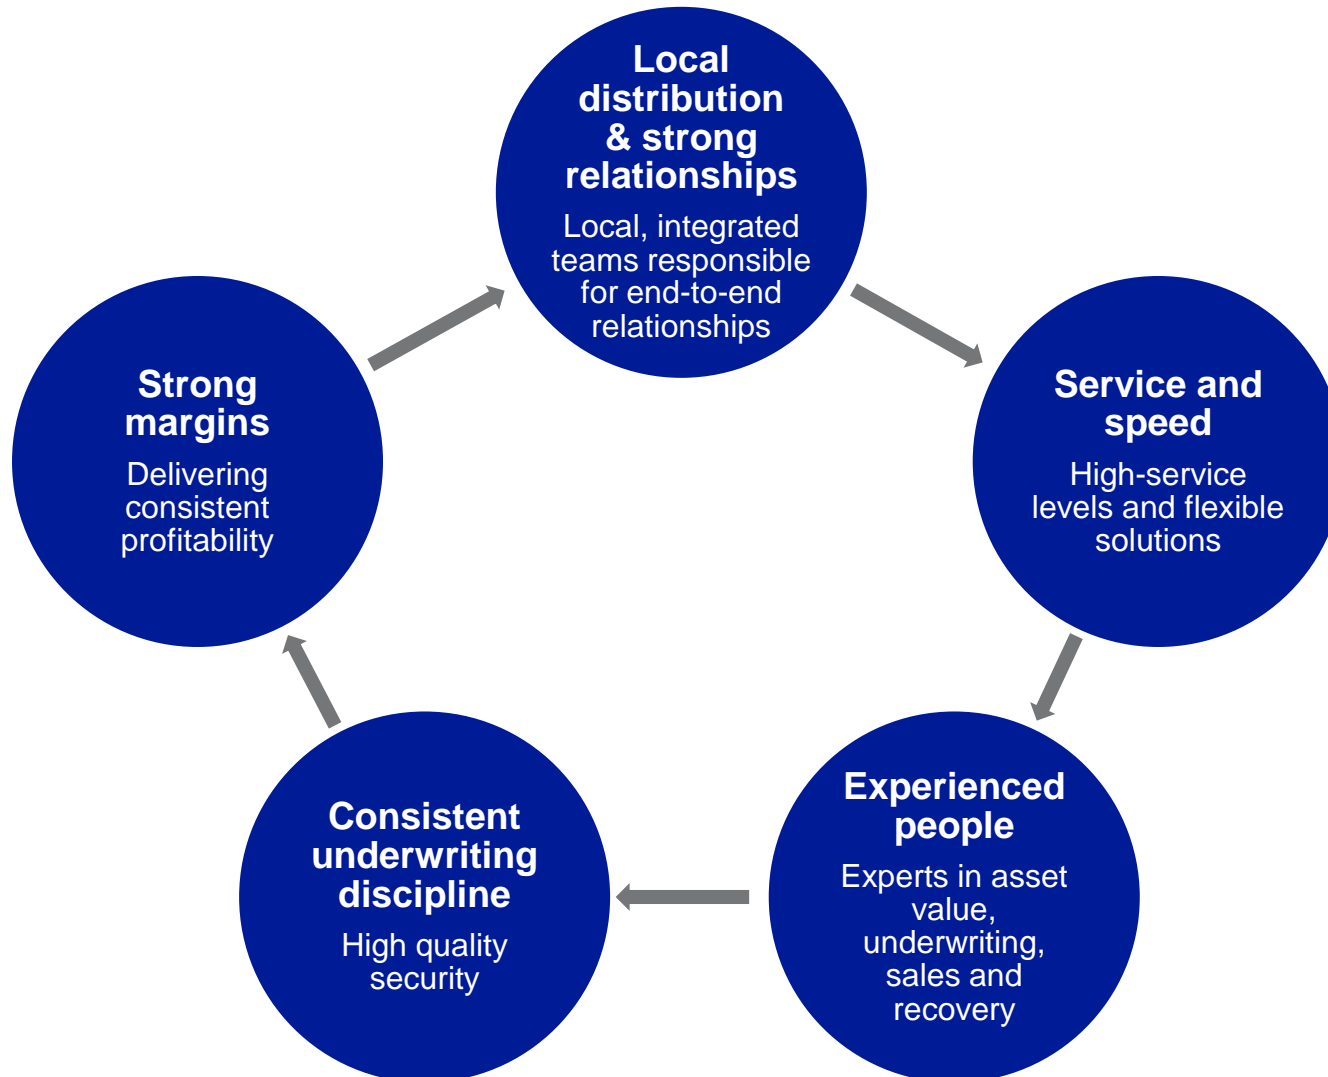 Local
distribution
& strong
relationships
Local, integrated
teams responsible
for end-to-end
relationships
Service and
speed
High-service
levels and flexible
solutions
Experienced
people
Experts in asset
value,
underwriting,
sales and
recovery
Consistent
underwriting
discipline
High quality
security
Strong
margins
Delivering
consistent
profitability